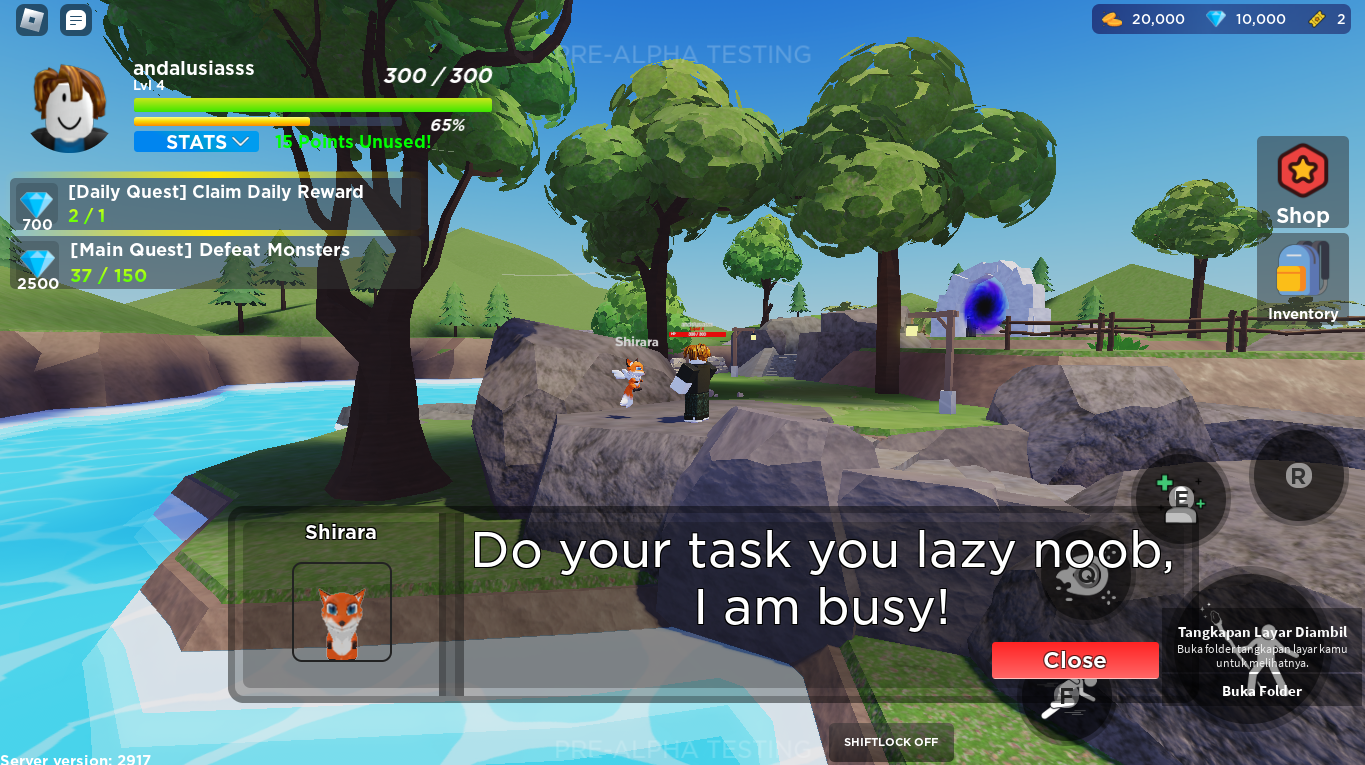 20,000
10,000
2
PRE-ALPHA TESTING
andalusiasss
Lvl 4
300 / 300
65%
STATS
15 Points Unused!
[Daily Quest] Claim Daily Reward
2 / 1
700
[Main Quest] Defeat Monsters
37 / 150
2500
Shop
Inventory
Shirara
300 / 300
R
E
Q
Shirara
Do your task you lazy noob,
I am busy!
Close
F
Tangkapan Layar Diambil
Buka folder tangkapan layar kamu
untuk melihatnya.
Buka Folder
SHIFTLOCK OFF
PRE-ALPHA TESTING
Server version: 2917